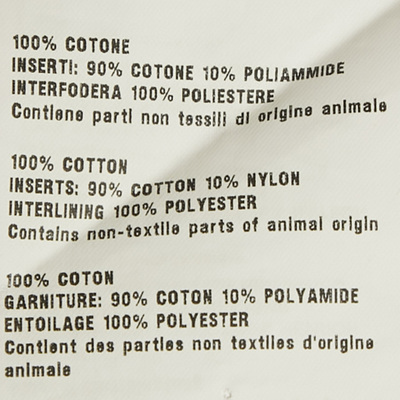 100% COTONE
INSERTI: 90% COTONE 10% POLIAMMIDE
INTERFODERA 100% POLIESTERE
Contiene parti non tessili di origine animale
100% COTTON
INSERTS: 90% COTTON 10% NYLON
INTERLINING 100% POLYESTER
Contains non-textile parts of animal origin
100% COTON
GARNITURE: 90% COTON 10% POLYAMIDE
ENTOILAGE 100% POLYESTER
Contient des parties non textiles d'origine
animale